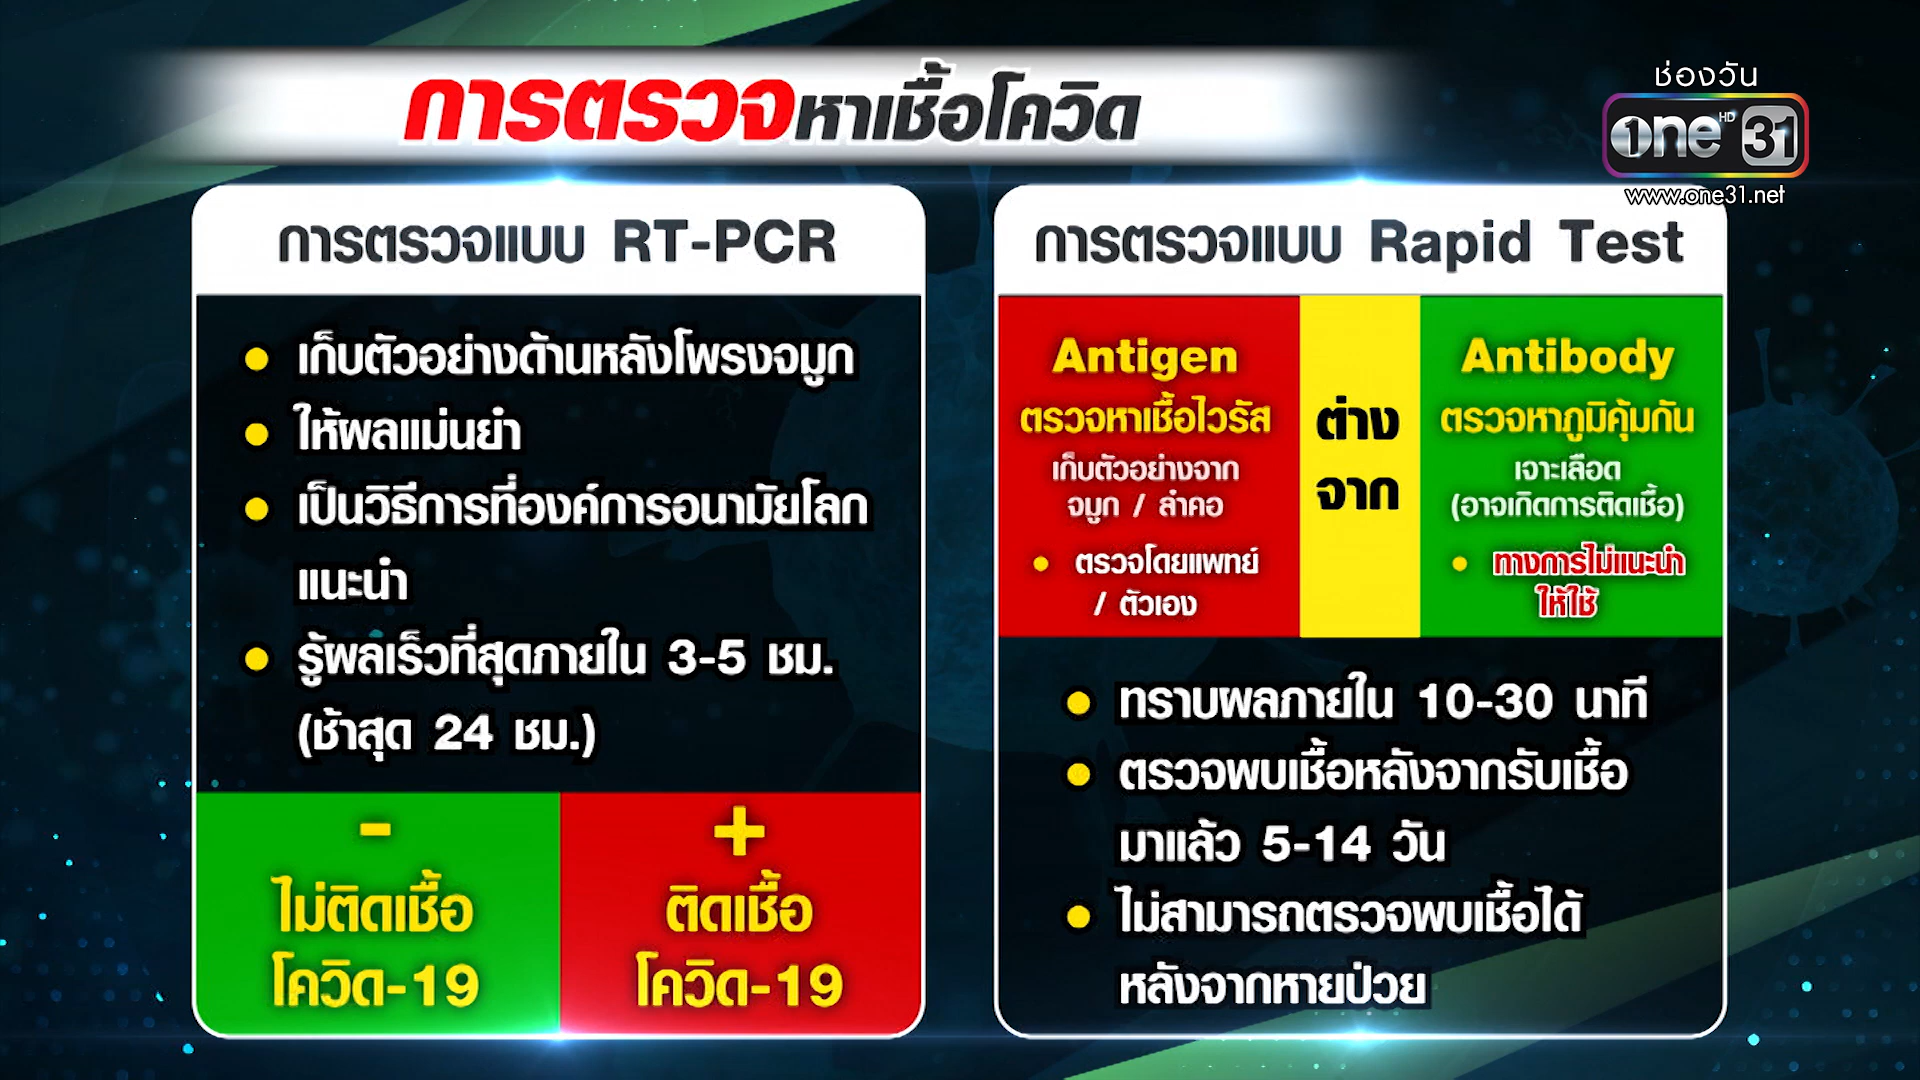 การตรวจหาเชื้อโควิด
ช่องวัน
one HD 31
www.one31.net
การตรวจแบบ RT-PCR
เก็บตัวอย่างด้านหลังโพรงจมูก
ให้ผลแม่นยำ
เป็นวิธีการที่องค์การอนามัยโลก
แนะนำ
รู้ผลเร็วที่สุดภายใน 3-5 ชม.
(ช้าสุด 24 ชม.)
-
ไม่ติดเชื้อ
โควิด-19
+
ติดเชื้อ
โควิด-19
การตรวจแบบ Rapid Test
Antigen
ตรวจหาเชื้อไวรัส
เก็บตัวอย่างจาก
จมูก / ลำคอ
ตรวจโดยแพทย์
/ ตัวเอง
ต่าง
จาก
Antibody
ตรวจหาภูมิคุ้มกัน
เจาะเลือด
(อาจเกิดการติดเชื้อ)
ทางการไม่แนะนำ
ให้ใช้
ทราบผลภายใน 10-30 นาที
ตรวจพบเชื้อหลังจากรับเชื้อ
มาแล้ว 5-14 วัน
ไม่สามารถตรวจพบเชื้อได้
หลังจากหายป่วย